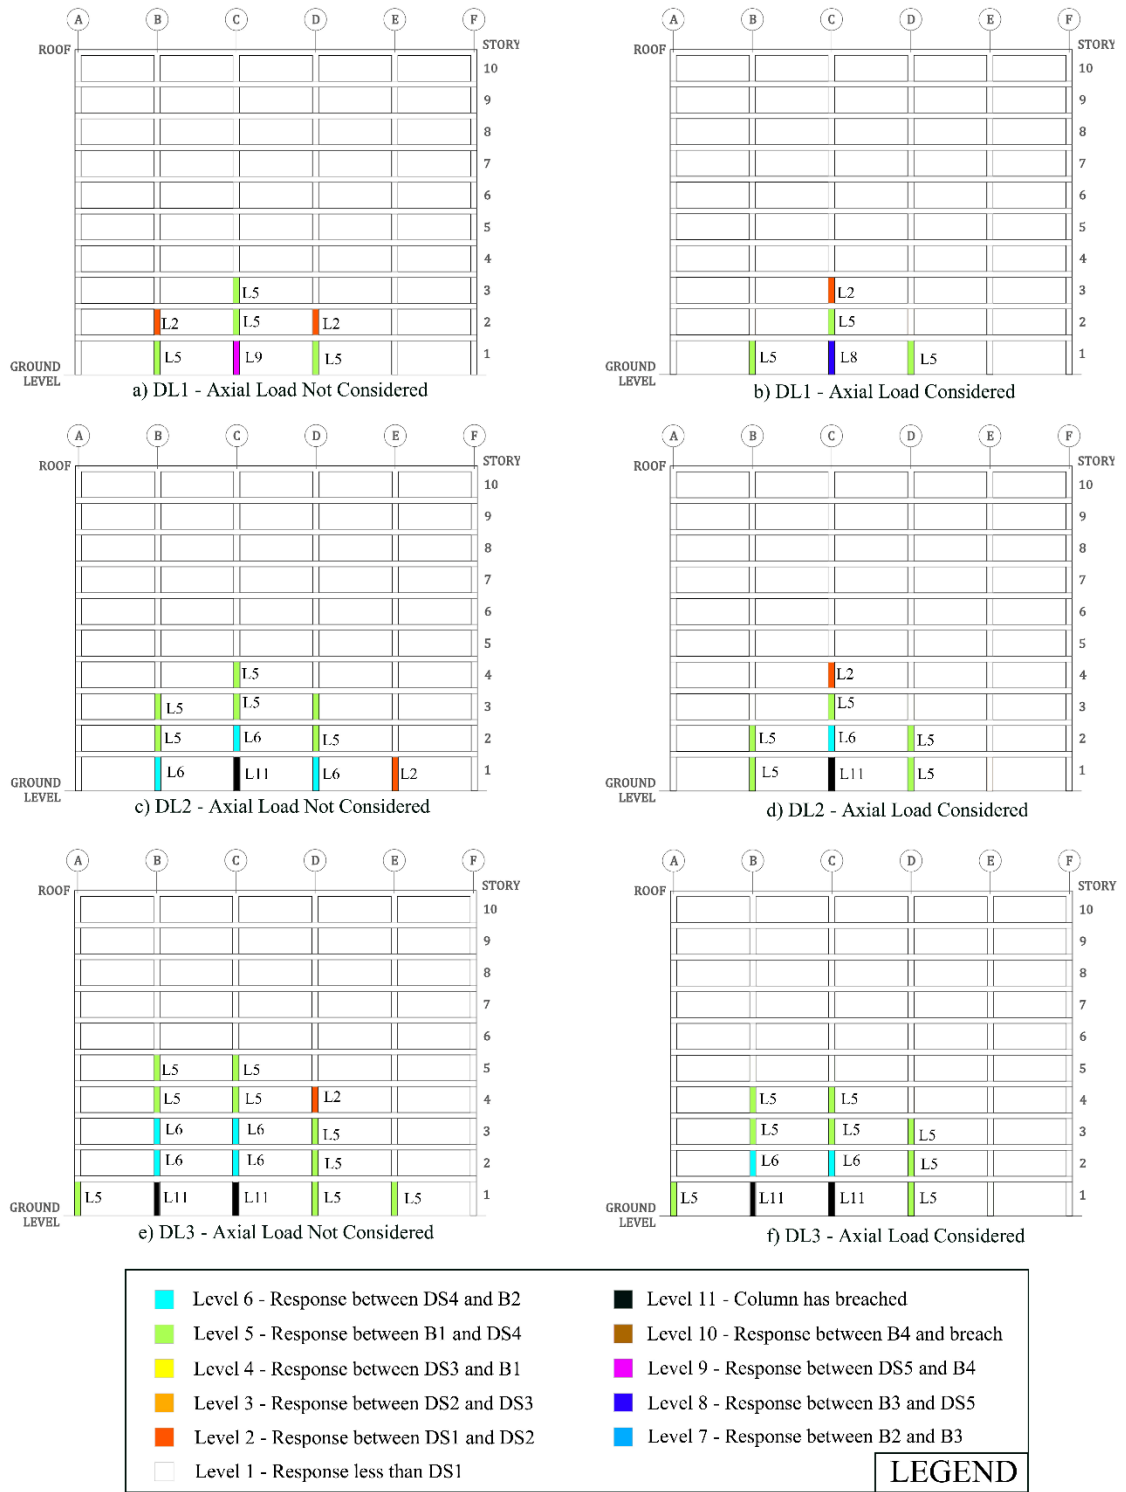 A B C D E F
ROOF STORY
10
9
8
7
6
5
4
L5 3
L2 L5 L2 2
L5 L9 L5 1
GROUND
LEVEL
a) DL1 - Axial Load Not Considered
A B C D E F
ROOF STORY
10
9
8
7
6
5
4
L2 3
L5 2
L5 L8 L5 1
GROUND
LEVEL
b) DL1 - Axial Load Considered
A B C D E F
ROOF STORY
10
9
8
7
6
5
L5 4
L5 L5 3
L5 L6 L5 2
L6 L11 L6 L2 1
GROUND
LEVEL
c) DL2 - Axial Load Not Considered
A B C D E F
ROOF STORY
10
9
8
7
6
5
L2 4
L5 3
L5 L6 L5 2
L5 L11 L5 1
GROUND
LEVEL
d) DL2 - Axial Load Considered
A B C D E F
ROOF STORY
10
9
8
7
6
L5 L5 5
L5 L5 L2 4
L6 L6 L5 3
L6 L6 L5 2
L5 L11 L11 L5 L5 1
GROUND
LEVEL
e) DL3 - Axial Load Not Considered
A B C D E F
ROOF STORY
10
9
8
7
6
5
L5 L5 4
L5 L5 L5 3
L6 L6 L5 2
L5 L11 L11 L5 1
GROUND
LEVEL
f) DL3 - Axial Load Considered
Level 6 - Response between DS4 and B2
Level 5 - Response between B1 and DS4
Level 4 - Response between DS3 and B1
Level 3 - Response between DS2 and DS3
Level 2 - Response between DS1 and DS2
Level 1 - Response less than DS1
Level 11 - Column has breached
Level 10 - Response between B4 and breach
Level 9 - Response between DS5 and B4
Level 8 - Response between B3 and DS5
Level 7 - Response between B2 and B3
LEGEND